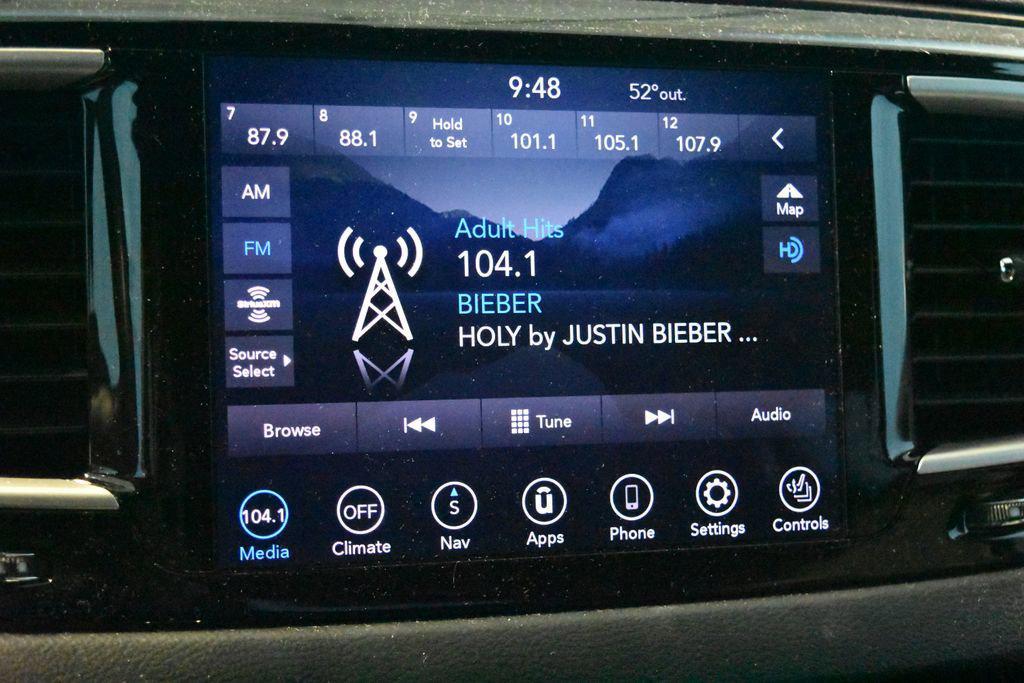 9:48 52°out.
7 87.9 8 88.1 9 Hold to Set 10 101.1 11 105.1 12 107.9
AM
FM
SiriusXM
Source Select
Adult Hits
104.1
BIEBER
HOLY by JUSTIN BIEBER ...
Map
HD
Browse Tune Audio
104.1 OFF S U
Media Climate Nav Apps Phone Settings Controls